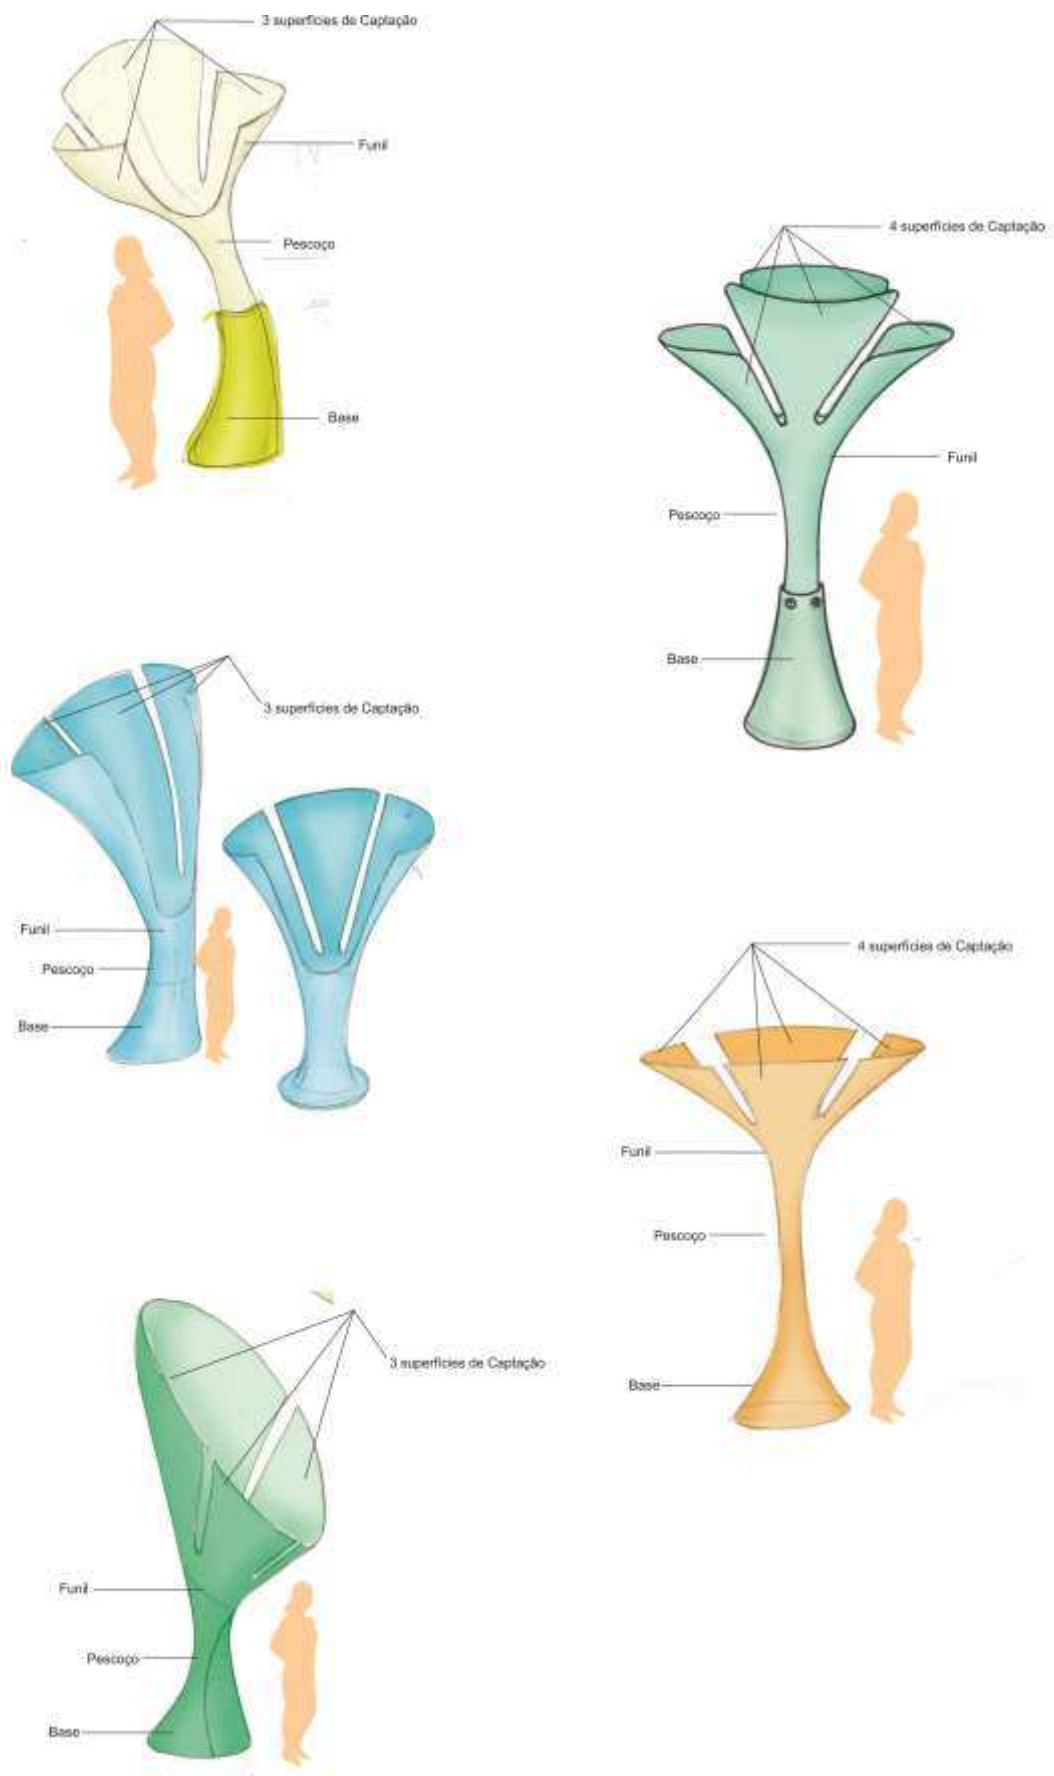 3 superfícies de Captação
Funil
Pescoço
Base
4 superfícies de Captação
Funil
Pescoço
Base
3 superfícies de Captação
Funil
Pescoço
Base
4 superfícies de Captação
Funil
Pescoço
Base
3 superfícies de Captação
Funil
Pescoço
Base